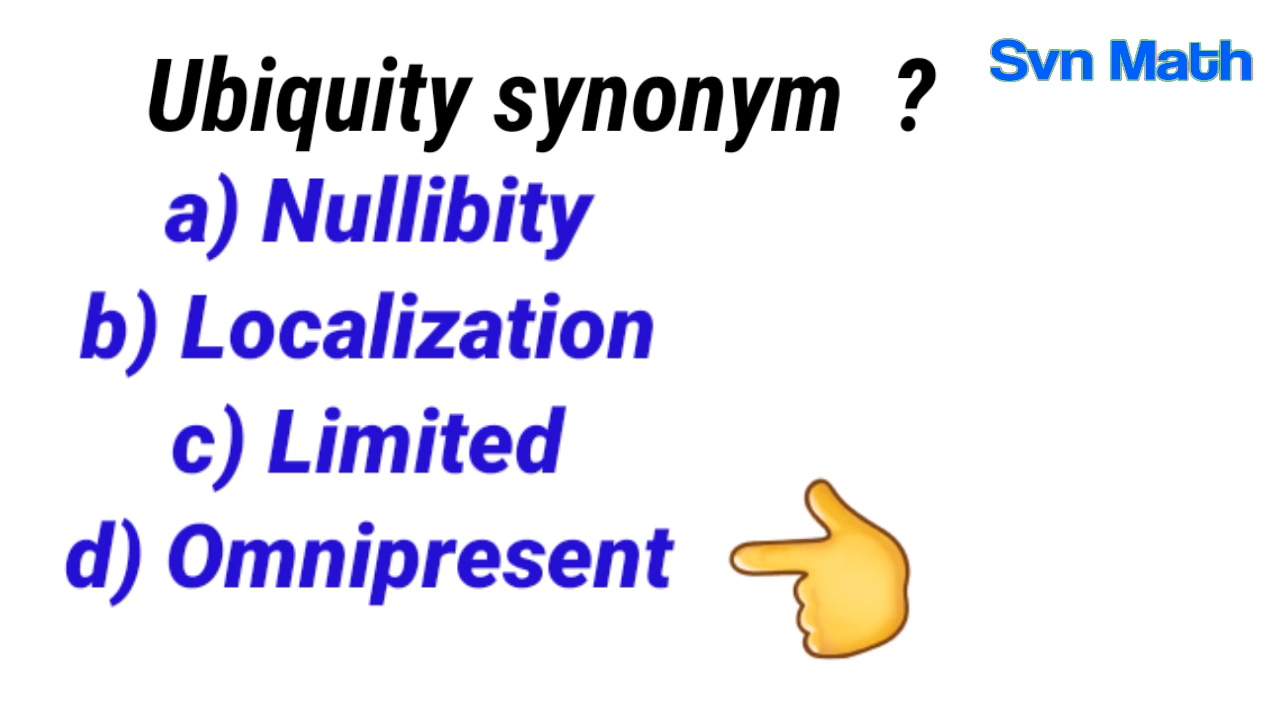 Ubiquity synonym ?
Svn Math
a) Nullibity
b) Localization
c) Limited
d) Omnipresent